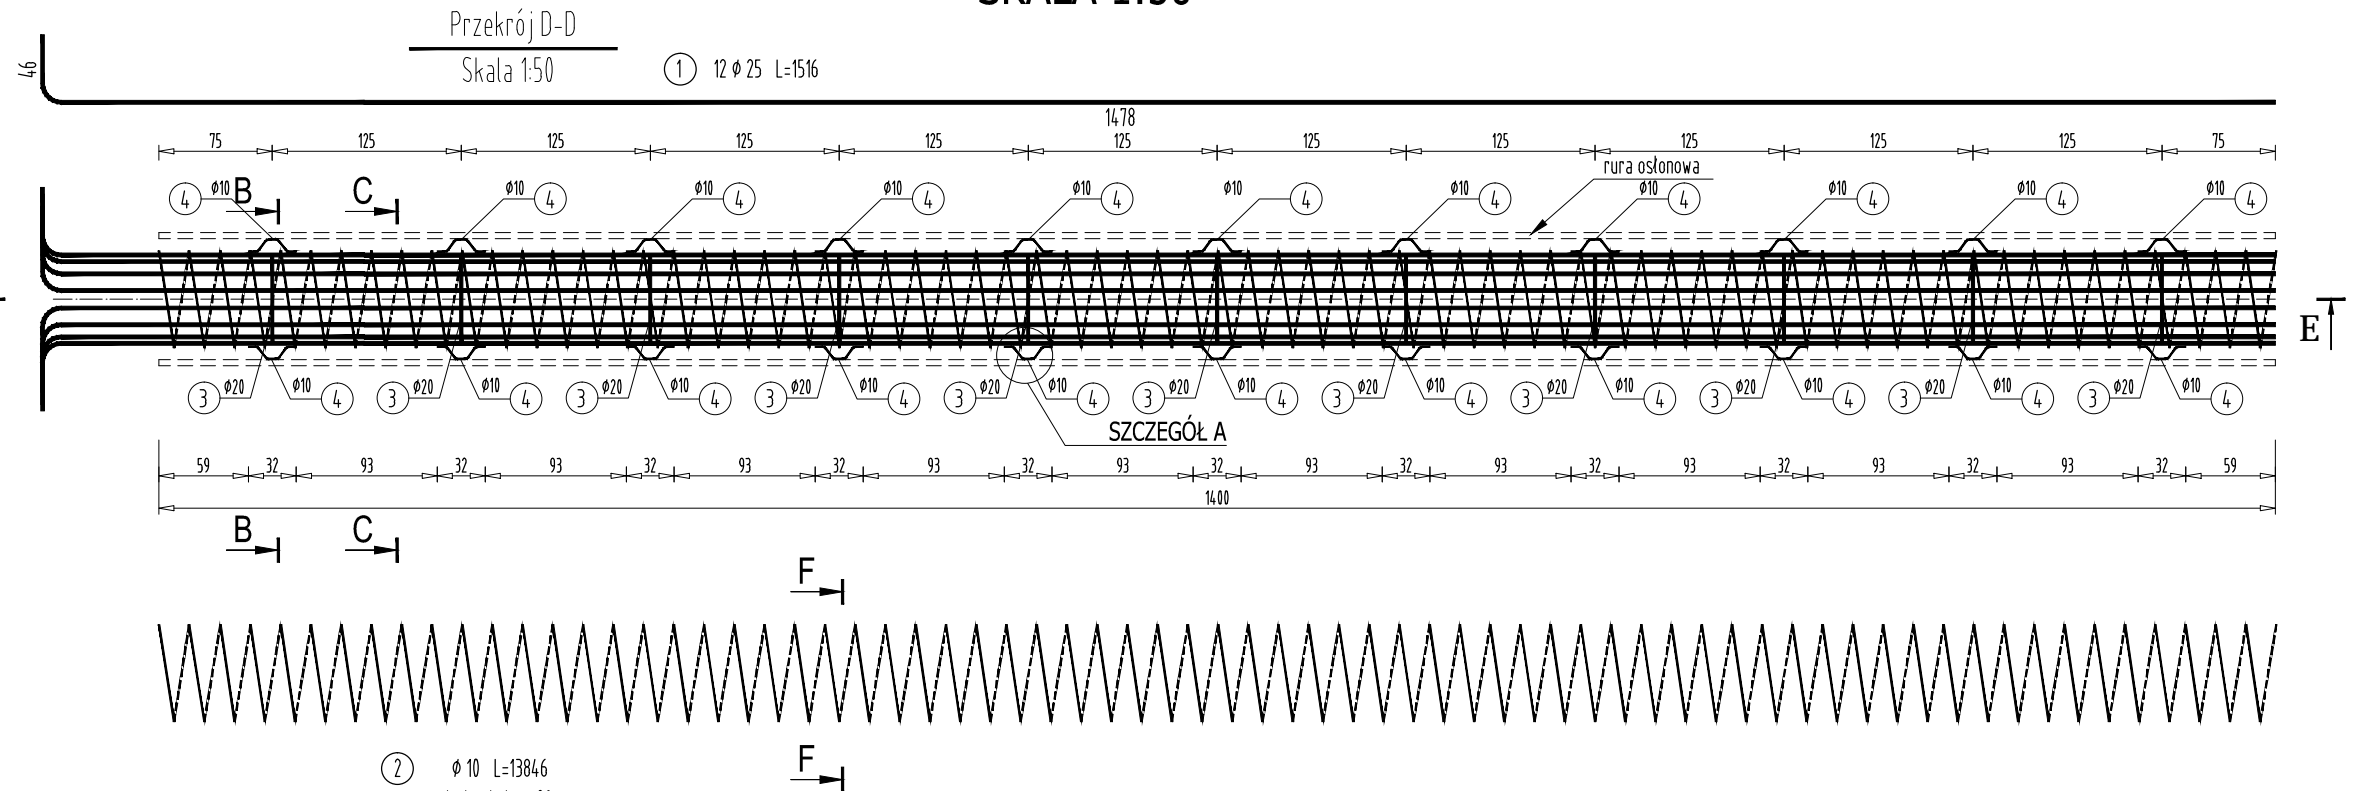 Przekrój D-D
Skala 1:50
46
1 12 ϕ 25 L=1516
1478
75 125 125 125 125 125 125 125 125 125 125 75
rura osłonowa
B C
4 ϕ10 ϕ10 4 ϕ10 4 ϕ10 4 ϕ10 4 ϕ10 4 ϕ10 4 ϕ10 4 ϕ10 4 ϕ10 4 ϕ10 4
E
3 ϕ20 ϕ10 4 3 ϕ20 ϕ10 4 3 ϕ20 ϕ10 4 3 ϕ20 ϕ10 4 3 ϕ20 ϕ10 4 3 ϕ20 ϕ10 4 3 ϕ20 ϕ10 4 3 ϕ20 ϕ10 4 3 ϕ20 ϕ10 4 3 ϕ20 ϕ10 4 3 ϕ20 ϕ10 4
SZCZEGÓŁ A
59 32 93 32 93 32 93 32 93 32 93 32 93 32 93 32 93 32 93 32 93 32 59
1400
B C
F
F
2 ϕ 10 L=13846